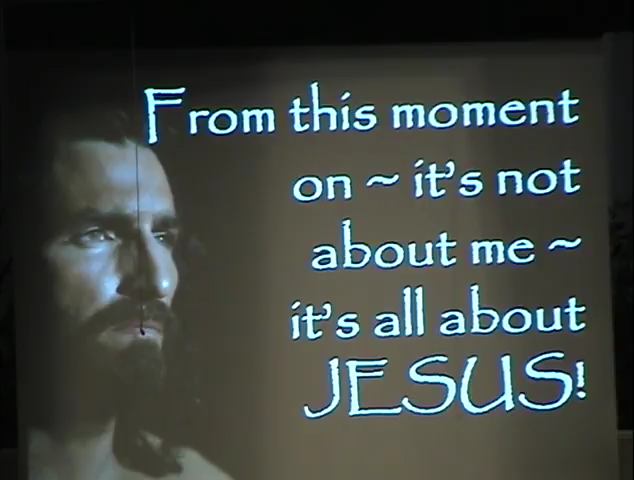 From this moment
on ~ it's not
about me ~
it's all about
JESUS!